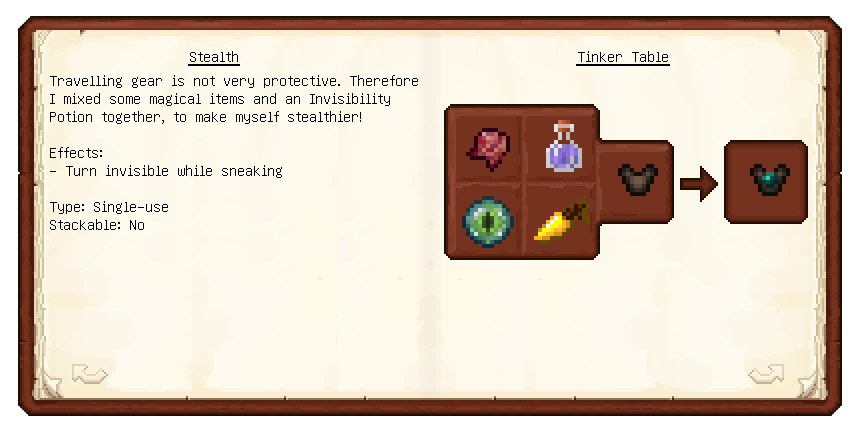 Stealth
Travelling gear is not very protective. Therefore
I mixed some magical items and an Invisibility
Potion together, to make myself stealthier!
Effects:
- Turn invisible while sneaking
Type: Single-use
Stackable: No
Tinker Table